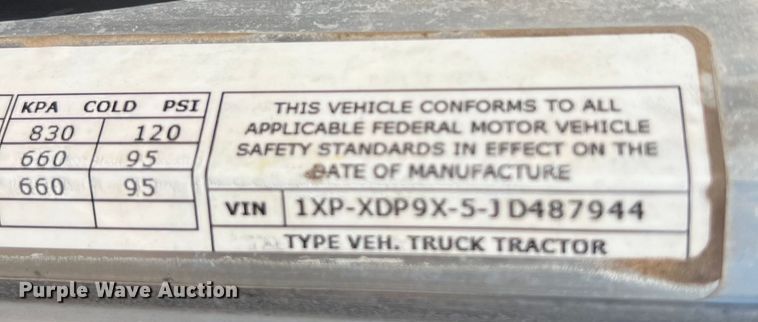 KPA COLD PSI
830 120
660 95
660 95
THIS VEHICLE CONFORMS TO ALL
APPLICABLE FEDERAL MOTOR VEHICLE
SAFETY STANDARDS IN EFFECT ON THE
DATE OF MANUFACTURE
VIN 1XP-XDP9X-5-JD487944
TYPE VEH. TRUCK TRACTOR
Purple Wave Auction